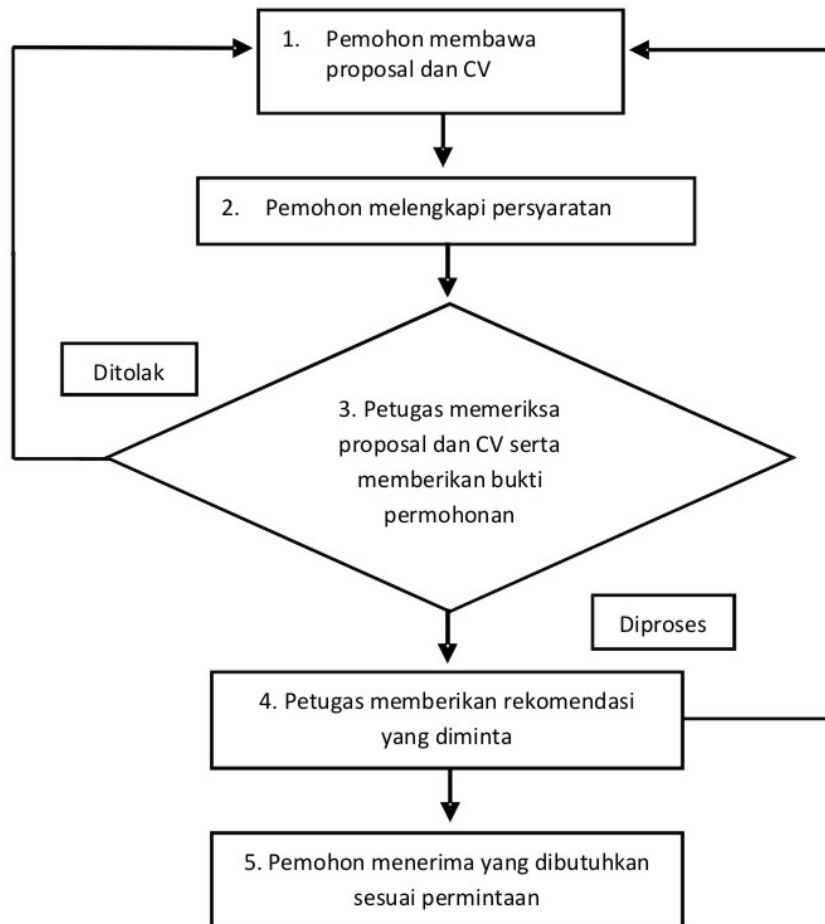 1. Pemohon membawa
proposal dan CV
2. Pemohon melengkapi persyaratan
Ditolak
3. Petugas memeriksa
proposal dan CV serta
memberikan bukti
permohonan
Diproses
4. Petugas memberikan rekomendasi
yang diminta
5. Pemohon menerima yang dibutuhkan
sesuai permintaan